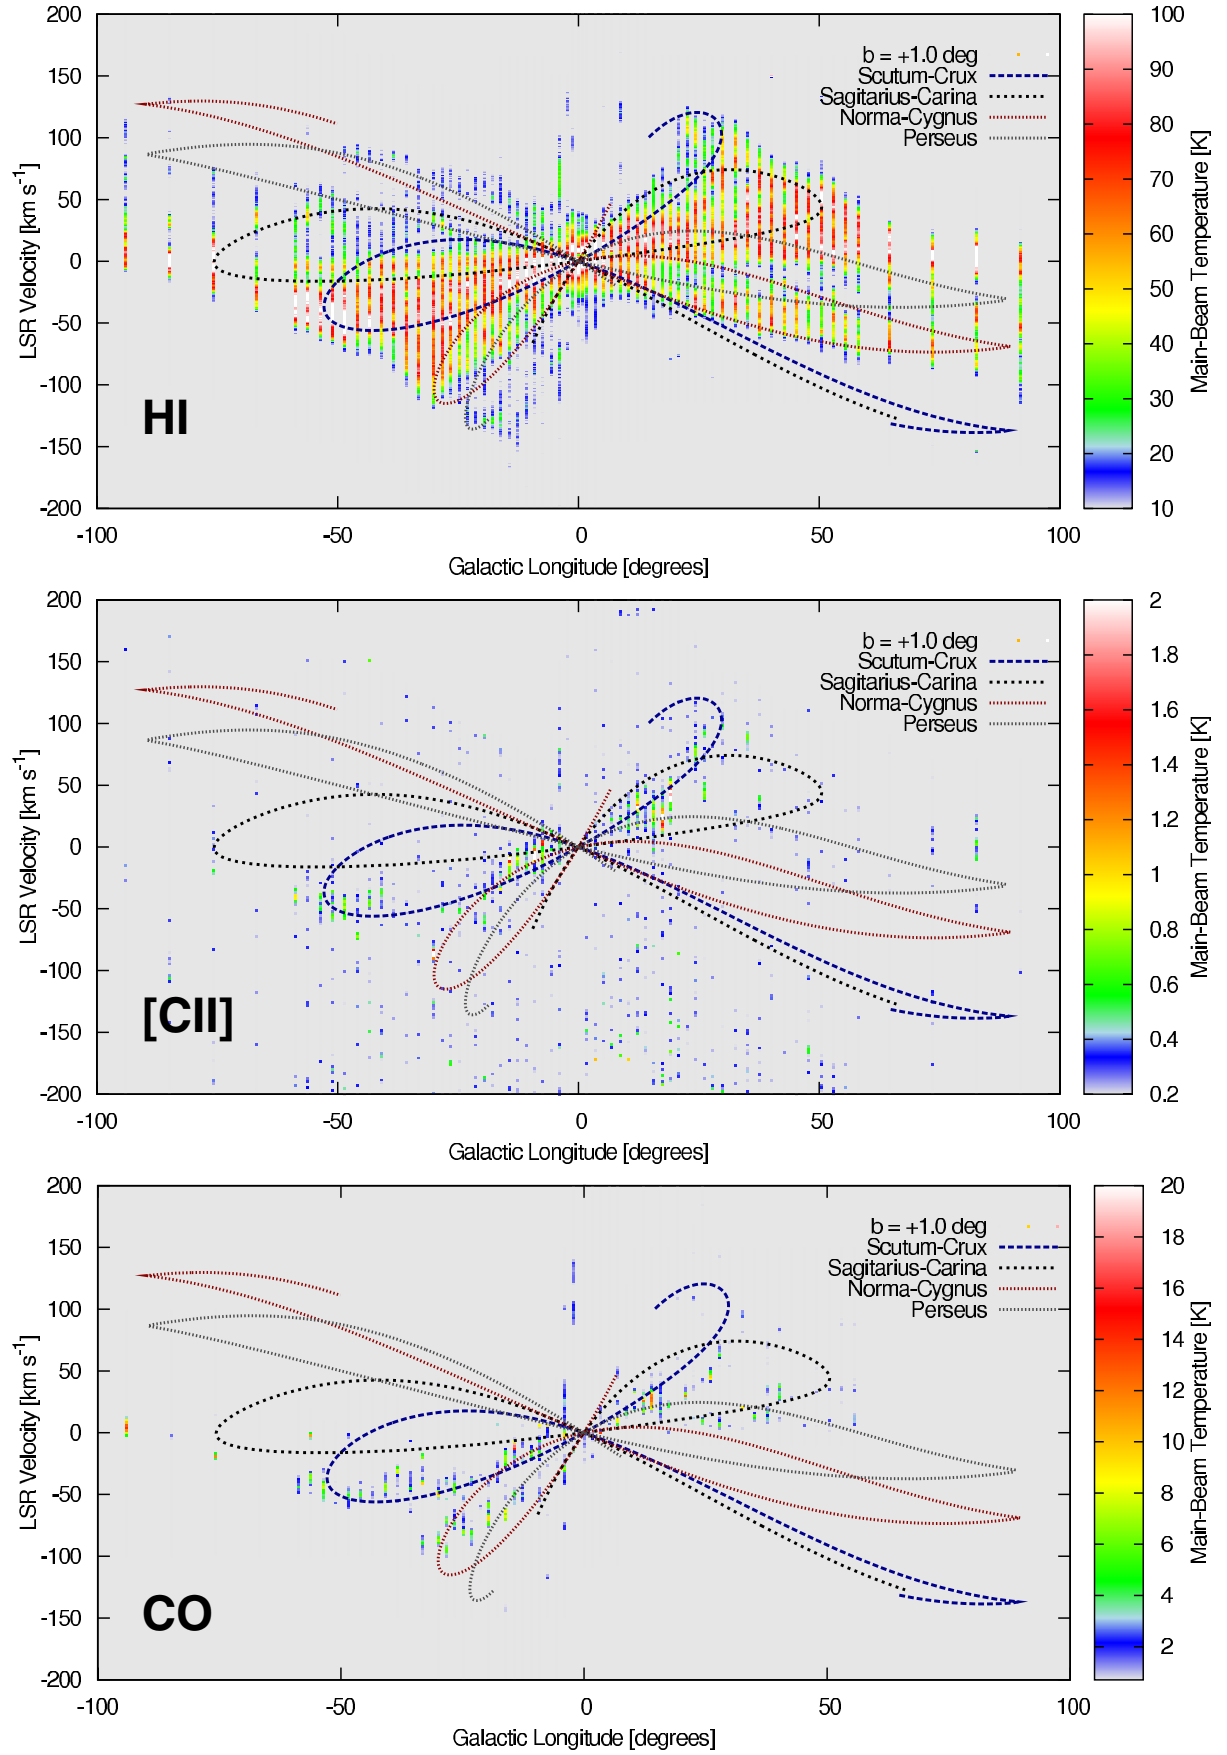 200
150
100
50
0
-50
-100
-150
-200
-100
-50
0
50
100
LSR Velocity [km s-1]
Galactic Longitude [degrees]
b = +1.0 deg
Scutum-Crux
Sagitarius-Carina
Norma-Cygnus
Perseus
HI
100
90
80
70
60
50
40
30
20
10
Main-Beam Temperature [K]
200
150
100
50
0
-50
-100
-150
-200
-100
-50
0
50
100
LSR Velocity [km s-1]
Galactic Longitude [degrees]
b = +1.0 deg
Scutum-Crux
Sagitarius-Carina
Norma-Cygnus
Perseus
[CII]
2
1.8
1.6
1.4
1.2
1
0.8
0.6
0.4
0.2
Main-Beam Temperature [K]
200
150
100
50
0
-50
-100
-150
-200
-100
-50
0
50
100
LSR Velocity [km s-1]
Galactic Longitude [degrees]
b = +1.0 deg
Scutum-Crux
Sagitarius-Carina
Norma-Cygnus
Perseus
CO
20
18
16
14
12
10
8
6
4
2
Main-Beam Temperature [K]